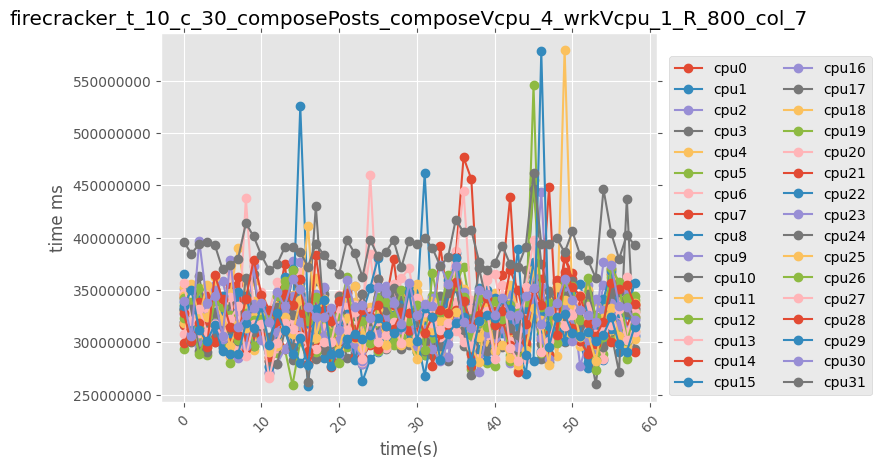 firecracker_t_10_c_30_composePosts_composeVcpu_4_wrkVcpu_1_R_800_col_7
time ms
550000000
500000000
450000000
400000000
350000000
300000000
250000000
0
10
20
30
40
50
60
time(s)
cpu0
cpu1
cpu2
cpu3
cpu4
cpu5
cpu6
cpu7
cpu8
cpu9
cpu10
cpu11
cpu12
cpu13
cpu14
cpu15
cpu16
cpu17
cpu18
cpu19
cpu20
cpu21
cpu22
cpu23
cpu24
cpu25
cpu26
cpu27
cpu28
cpu29
cpu30
cpu31